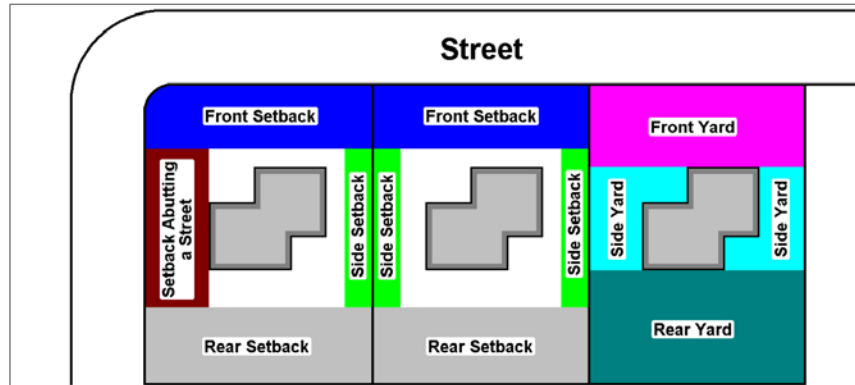 Street
Front Setback
Front Setback
Front Yard
Setback Abutting
a Street
Side Setback
Side Setback
Side Setback
Side Yard
Side Yard
Rear Setback
Rear Setback
Rear Yard